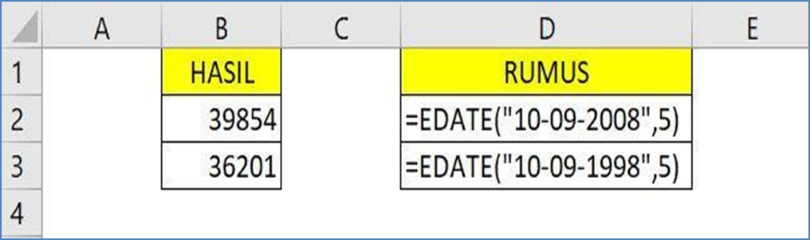 A B C D E
1 HASIL RUMUS
2 39854 =EDATE("10-09-2008",5)
3 36201 =EDATE("10-09-1998",5)
4